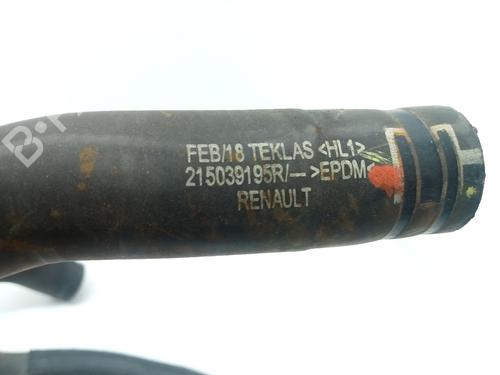 FEB/18 TEKLAS <HL1>
215039195R/--->EPDM<
RENAULT